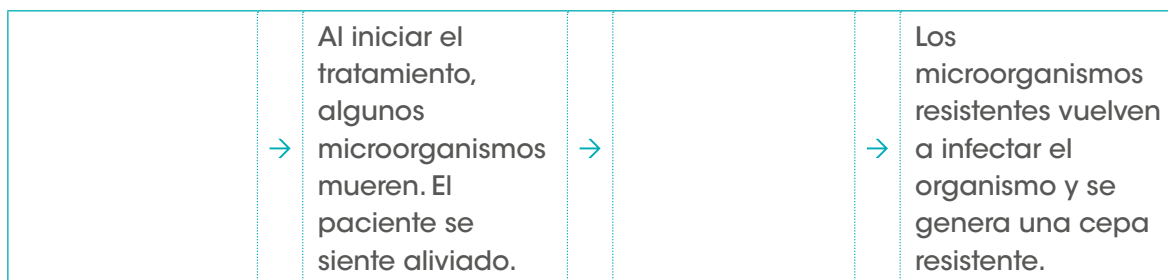 Al iniciar el
tratamiento,
algunos
→ microorganismos →
mueren. El
paciente se
siente aliviado.
Los
microorganismos
resistentes vuelven
→ a infectar el
organismo y se
genera una cepa
resistente.